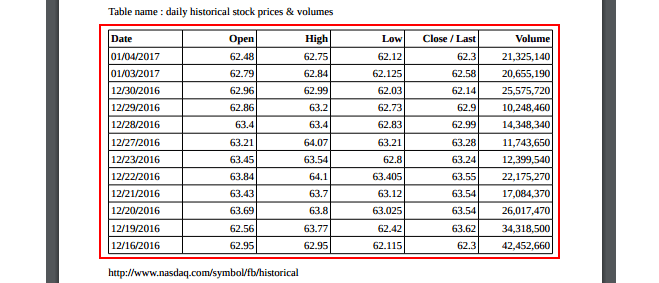 Table name : daily historical stock prices & volumes
Date Open High Low Close / Last Volume
01/04/2017 62.48 62.75 62.12 62.3 21,325,140
01/03/2017 62.79 62.84 62.125 62.58 20,655,190
12/30/2016 62.96 62.99 62.03 62.14 25,575,720
12/29/2016 62.86 63.2 62.73 62.9 10,248,460
12/28/2016 63.4 63.4 62.83 62.99 14,348,340
12/27/2016 63.21 64.07 63.21 63.28 11,743,650
12/23/2016 63.45 63.54 62.8 63.24 12,399,540
12/22/2016 63.84 64.1 63.405 63.55 22,175,270
12/21/2016 63.43 63.7 63.12 63.54 17,084,370
12/20/2016 63.69 63.8 63.025 63.54 26,017,470
12/19/2016 62.56 63.77 62.42 63.62 34,318,500
12/16/2016 62.95 62.95 62.115 62.3 42,452,660
http://www.nasdaq.com/symbol/fb/historical